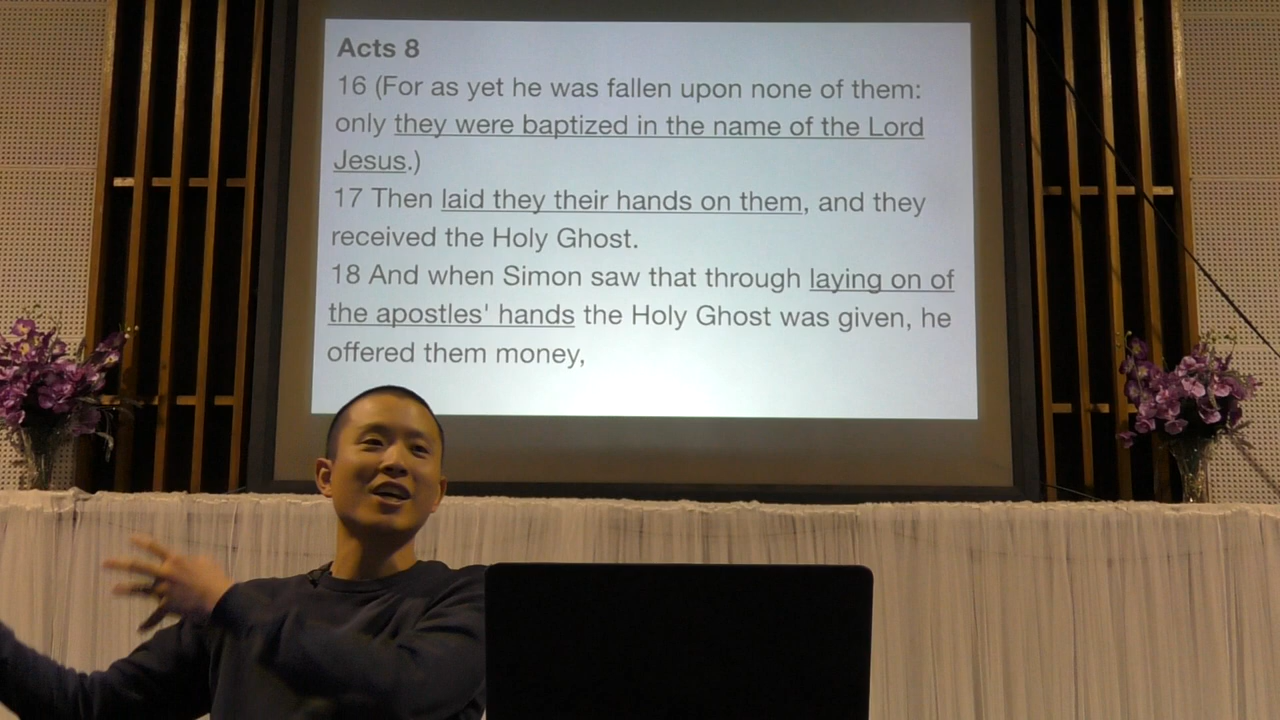 Acts 8
16 (For as yet he was fallen upon none of them:
only they were baptized in the name of the Lord
Jesus.)
17 Then laid they their hands on them, and they
received the Holy Ghost.
18 And when Simon saw that through laying on of
the apostles' hands the Holy Ghost was given, he
offered them money,